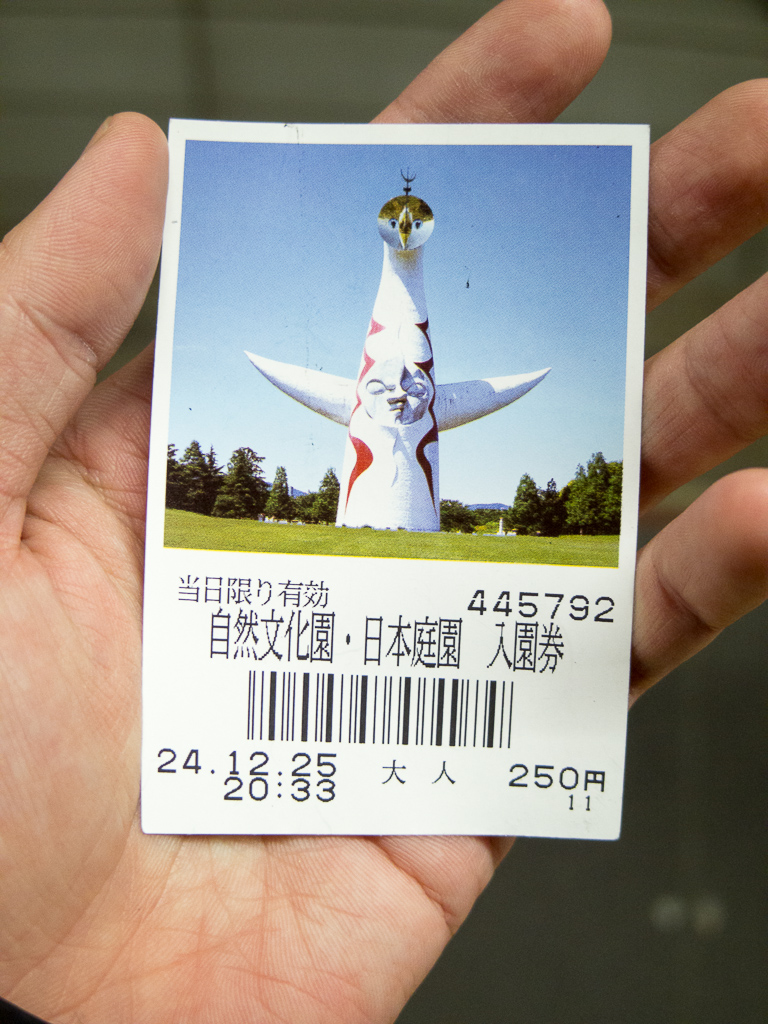 当日限り有効
445792
自然文化園・日本庭園 入園券
24.12.25 大人 250円
20:33 11